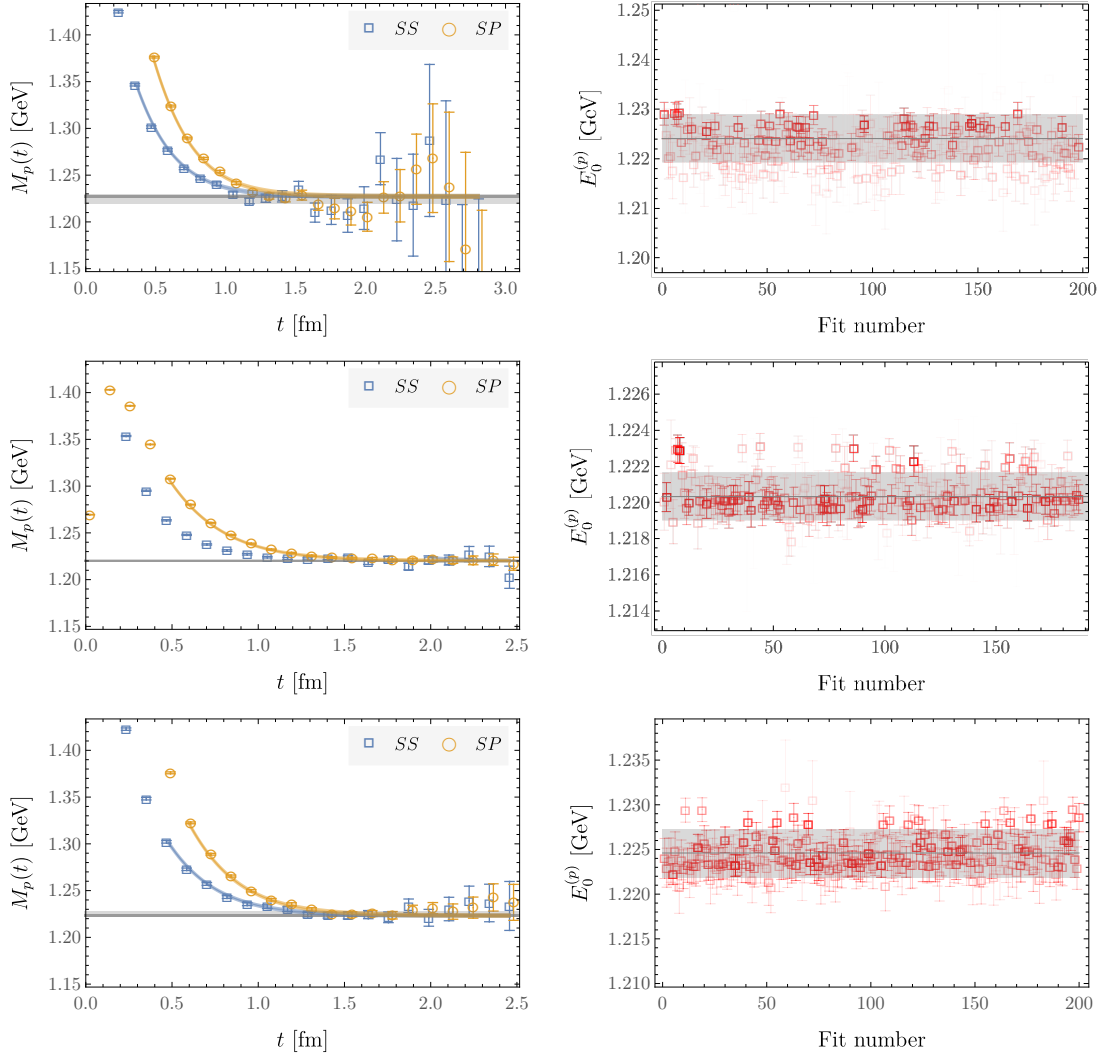 SS SP
1.40
1.35
1.30
1.25
1.20
1.15
M_p(t) [GeV]
0.0 0.5 1.0 1.5 2.0 2.5 3.0
t [fm]
1.25
1.24
1.23
1.22
1.21
1.20
E_0^{(p)} [GeV]
0 50 100 150 200
Fit number
SS SP
1.40
1.35
1.30
1.25
1.20
1.15
M_p(t) [GeV]
0.0 0.5 1.0 1.5 2.0 2.5
t [fm]
1.226
1.224
1.222
1.220
1.218
1.216
1.214
E_0^{(p)} [GeV]
0 50 100 150
Fit number
SS SP
1.40
1.35
1.30
1.25
1.20
1.15
M_p(t) [GeV]
0.0 0.5 1.0 1.5 2.0 2.5
t [fm]
1.235
1.230
1.225
1.220
1.215
1.210
E_0^{(p)} [GeV]
0 50 100 150 200
Fit number